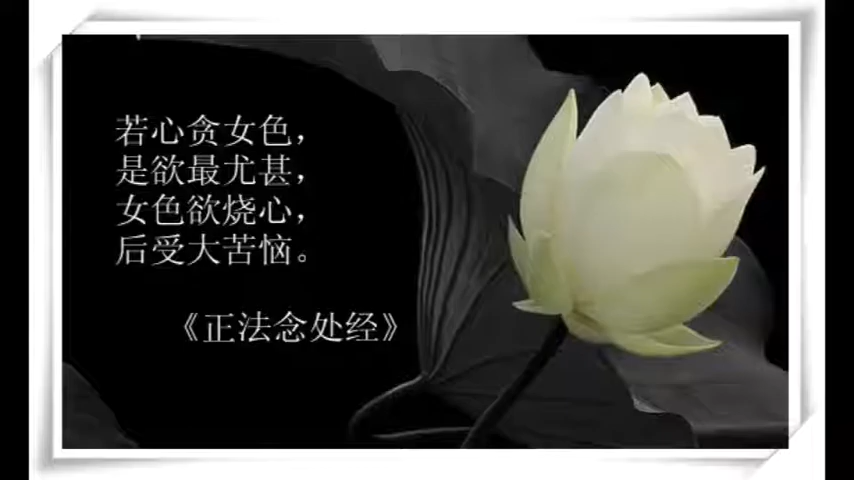 若心贪女色，
是欲最尤甚，
女色欲烧心，
后受大苦恼。
《正法念处经》